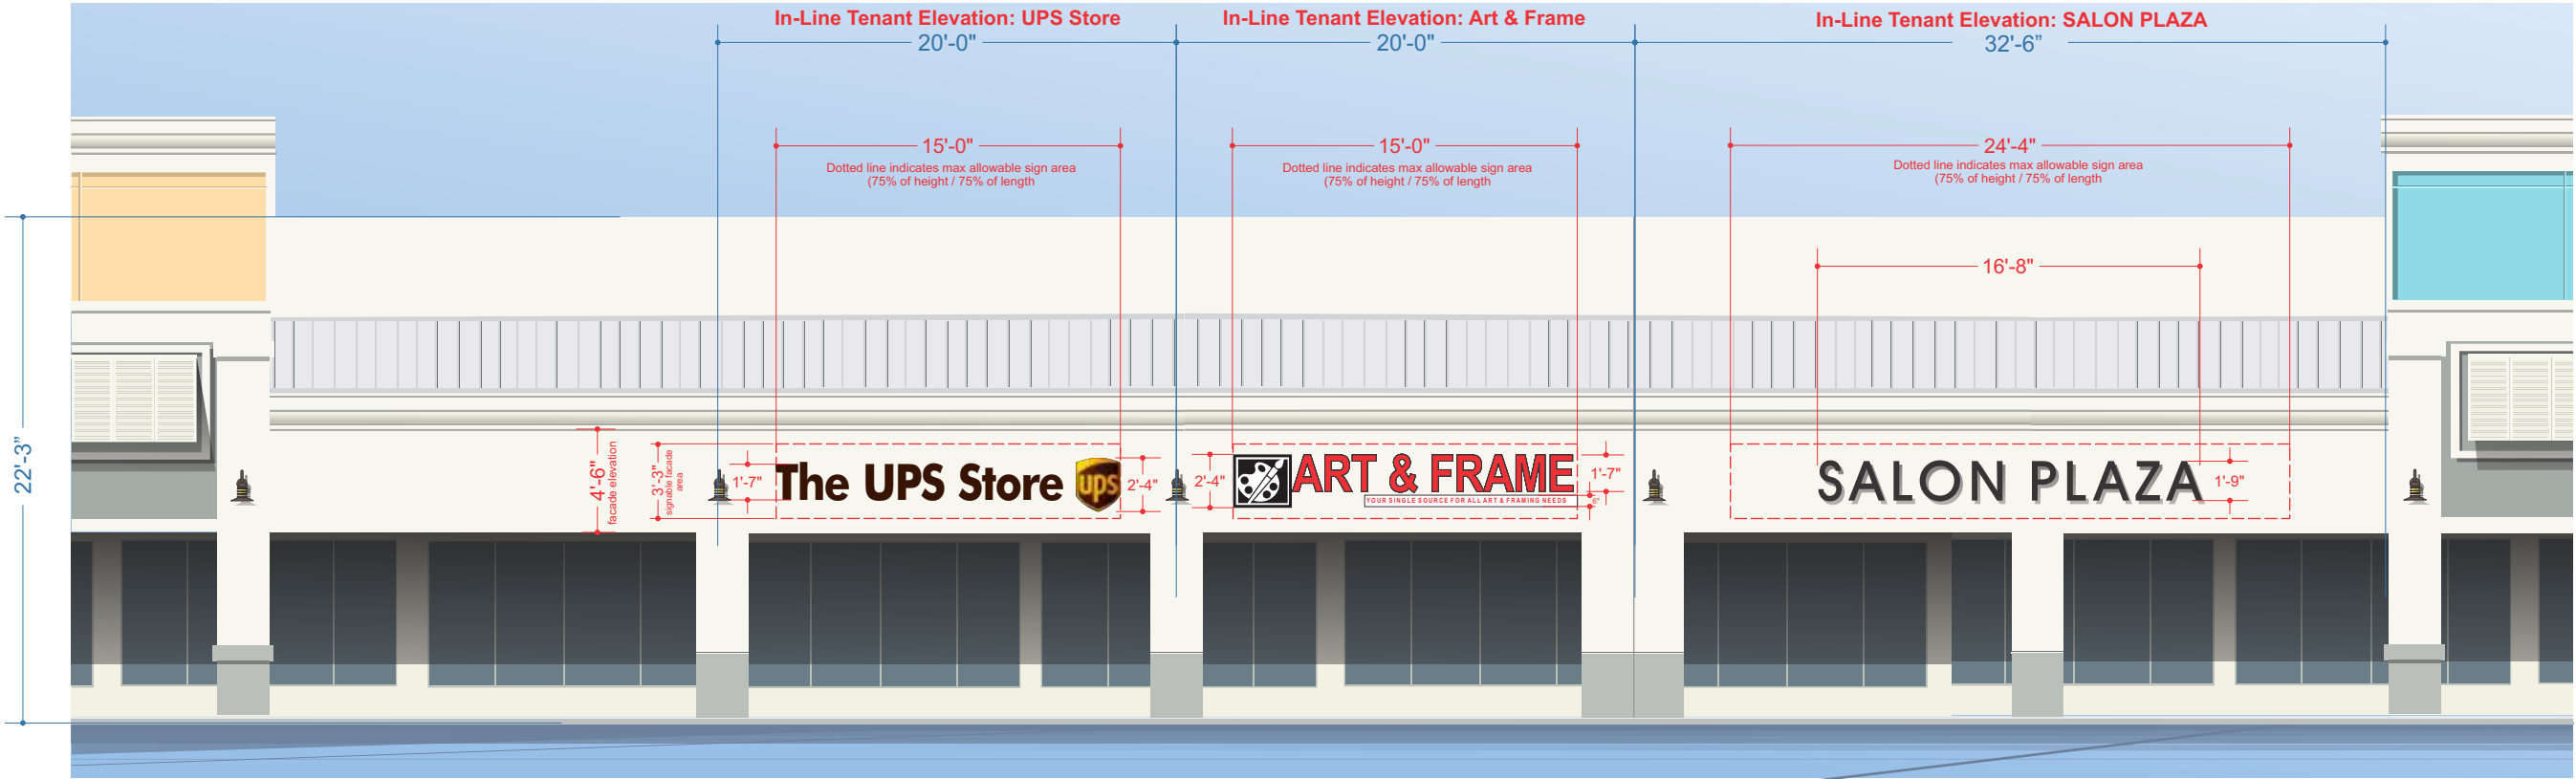 In-Line Tenant Elevation: UPS Store
In-Line Tenant Elevation: Art & Frame
In-Line Tenant Elevation: SALON PLAZA
20'-0"
20'-0"
32'-6”
15'-0"
Dotted line indicates max allowable sign area
(75% of height / 75% of length
15'-0"
Dotted line indicates max allowable sign area
(75% of height / 75% of length
24'-4"
Dotted line indicates max allowable sign area
(75% of height / 75% of length
16'-8"
22'-3”
4'-6"
facade elevation
3'-3"
signable facade
area
1'-7"
The UPS Store
ups
2'-4"
2'-4"
ART & FRAME
YOUR SINGLE SOURCE FOR ALL ART & FRAMING NEEDS
1'-7"
6"
SALON PLAZA
1'-9"